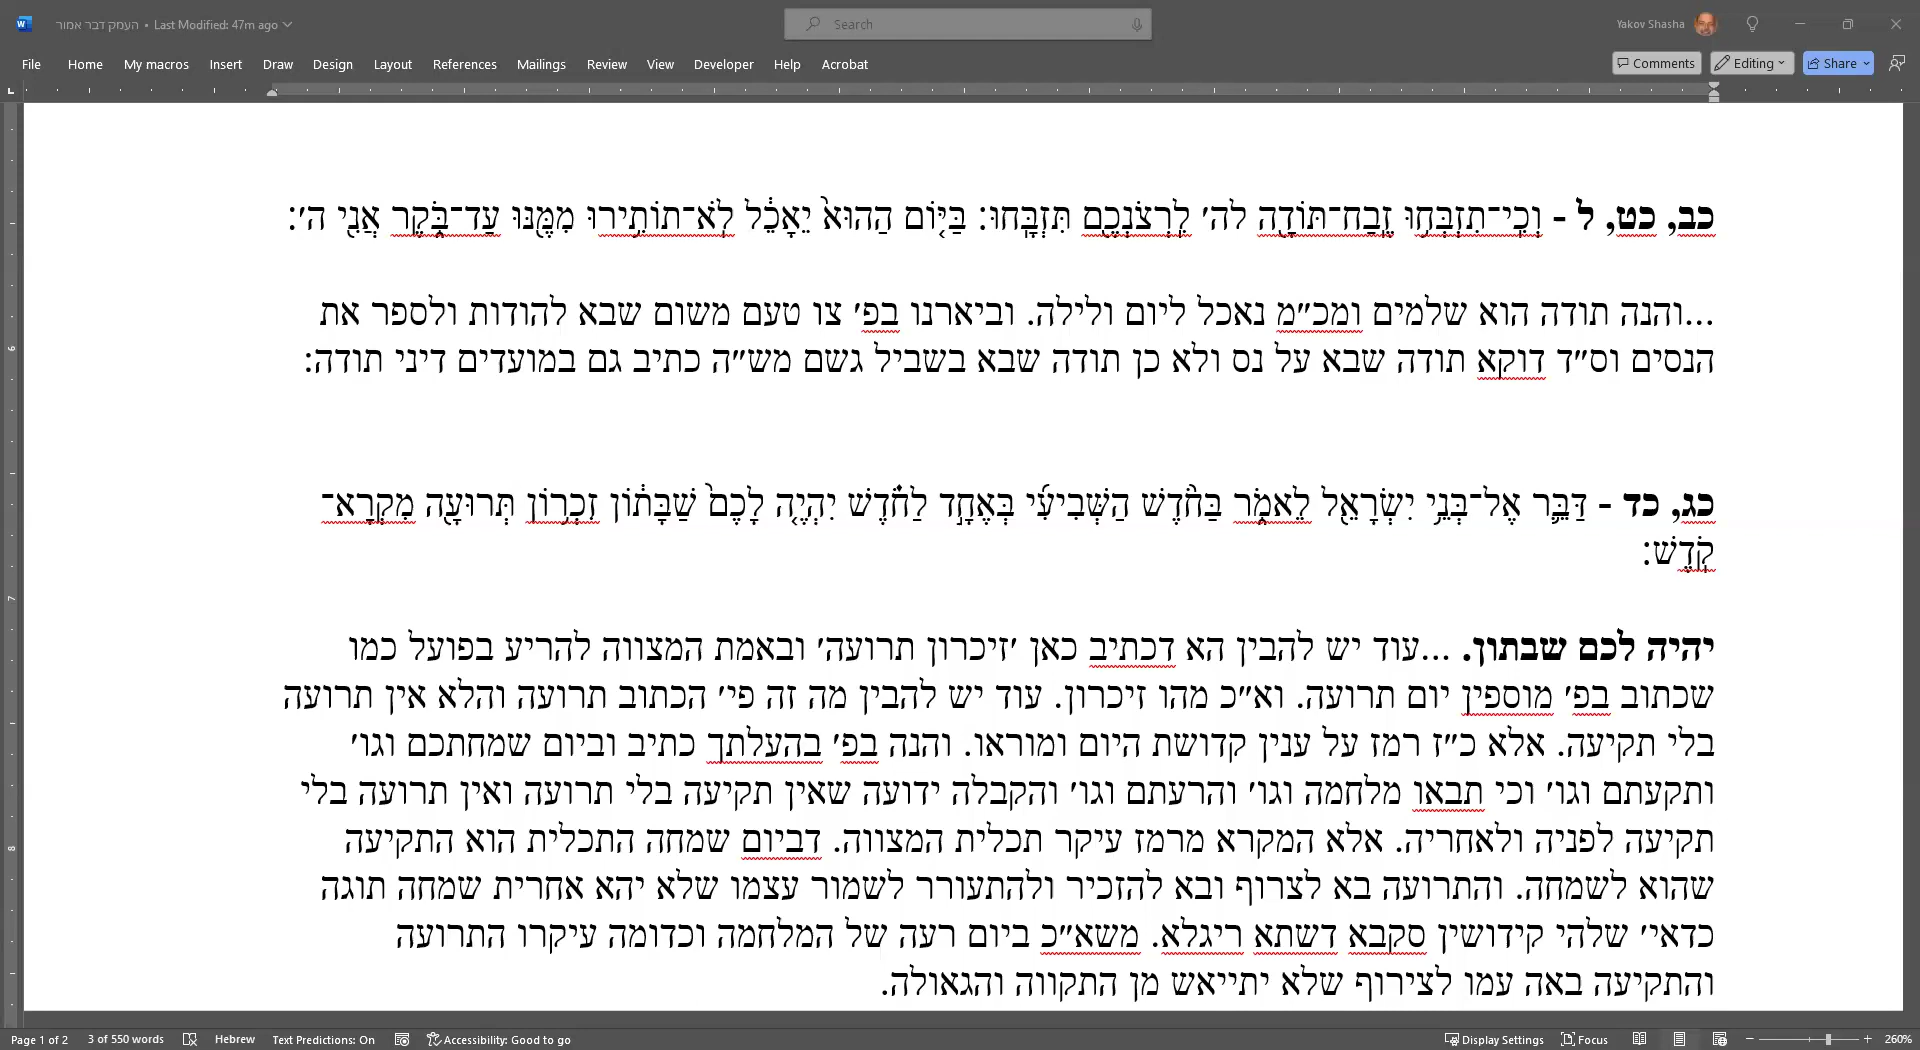 העמק דבר אמור • Last Modified: 47m ago
Search
Yakov Shasha
File Home My macros Insert Draw Design Layout References Mailings Review View Developer Help Acrobat
Comments Editing Share
כב, כט, ל - וְכִֽי־תִזְבְּח֥וּ זֶֽבַח־תּוֹדָ֖ה לה׳ לִֽרְצֹנְכֶ֖ם תִּזְבָּֽחוּ: בַּיּ֤וֹם הַהוּא֙ יֵאָכֵ֔ל לֹֽא־תוֹתִ֥ירוּ מִמֶּ֖נּוּ עַד־בֹּ֑קֶר אֲנִ֖י ה׳:
...והנה תודה הוא שלמים ומכ״מ נאכל ליום ולילה. וביארנו בפ׳ צו טעם משום שבא להודות ולספר את
הנסים וס״ד דוקא תודה שבא על נס ולא כן תודה שבא בשביל גשם מש״ה כתיב גם במועדים דיני תודה:
כג, כד - דַּבֵּ֛ר אֶל־בְּנֵ֥י יִשְׂרָאֵ֖ל לֵאמֹ֑ר בַּחֹ֨דֶשׁ הַשְּׁבִיעִ֜י בְּאֶחָ֣ד לַחֹ֗דֶשׁ יִהְיֶ֤ה לָכֶם֙ שַׁבָּת֔וֹן זִכְר֥וֹן תְּרוּעָ֖ה מִקְרָא־
קֹֽדֶשׁ:
יהיה לכם שבתון. ...עוד יש להבין הא דכתיב כאן ׳זיכרון תרועה׳ ובאמת המצווה להריע בפועל כמו
שכתוב בפ׳ מוספין יום תרועה. וא״כ מהו זיכרון. עוד יש להבין מה זה פי׳ הכתוב תרועה והלא אין תרועה
בלי תקיעה. אלא כ״ז רמז על ענין קדושת היום ומוראו. והנה בפ׳ בהעלתך כתיב וביום שמחתכם וגו׳
ותקעתם וגו׳ וכי תבאו מלחמה וגו׳ והרעתם וגו׳ והקבלה ידועה שאין תקיעה בלי תרועה ואין תרועה בלי
תקיעה לפניה ולאחריה. אלא המקרא מרמז עיקר תכלית המצווה. דביום שמחה התכלית הוא התקיעה
שהוא לשמחה. והתרועה בא לצרוף ובא להזכיר ולהתעורר לשמור עצמו שלא יהא אחרית שמחה תוגה
כדאי׳ שלהי קידושין סקבא דשתא ריגלא. משא״כ ביום רעה של המלחמה וכדומה עיקרו התרועה
והתקיעה באה עמו לצירוף שלא יתייאש מן התקווה והגאולה.
6
7
8
Page 1 of 2 3 of 550 words Hebrew Text Predictions: On Accessibility: Good to go Display Settings Focus 260%